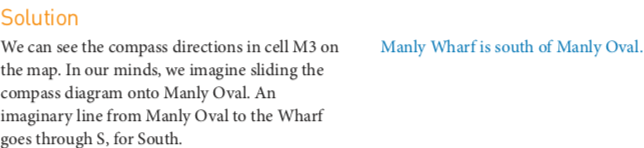 Solution
We can see the compass directions in cell M3 on
the map. In our minds, we imagine sliding the
compass diagram onto Manly Oval. An
imaginary line from Manly Oval to the Wharf
goes through S, for South.
Manly Wharf is south of Manly Oval.